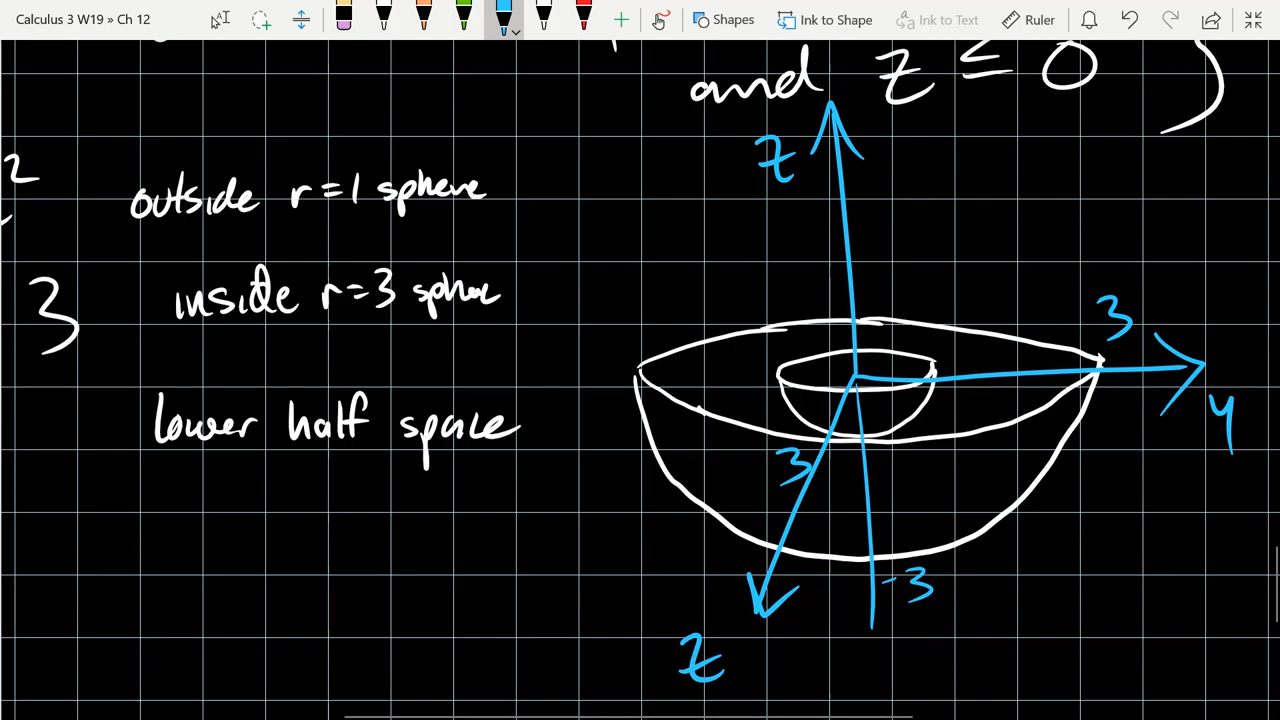 Calculus 3 W19 » Ch 12
Shapes
Ink to Shape
Ink to Text
Ruler
and z ≤ 0 )
z
2
outside r=1 sphere
3 inside r=3 sphere
3
lower half space
y
3
-3
z